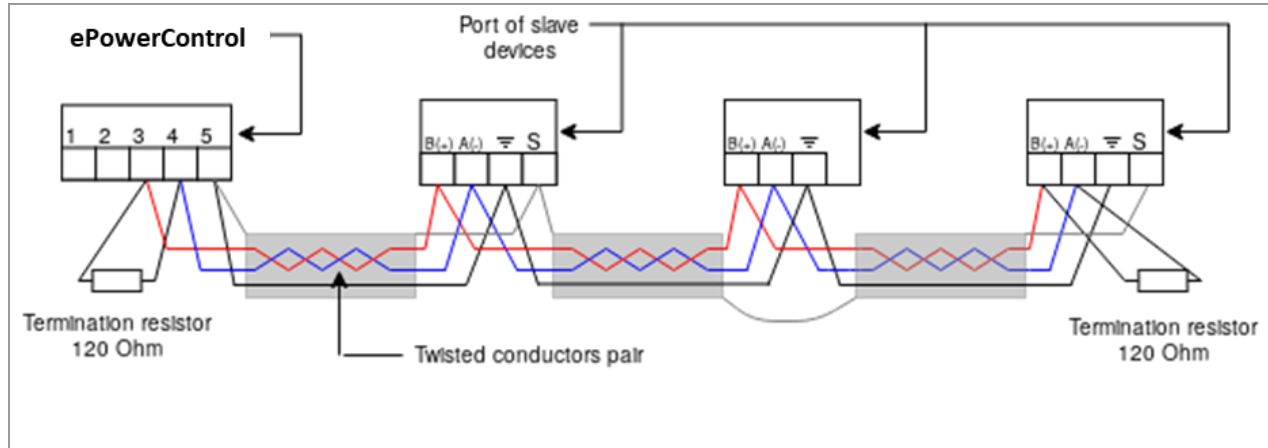 ePowerControl
Port of slave
devices
1 2 3 4 5
B(+) A(-) S
B(+) A(-)
B(+) A(-) S
Termination resistor
120 Ohm
Twisted conductors pair
Termination resistor
120 Ohm